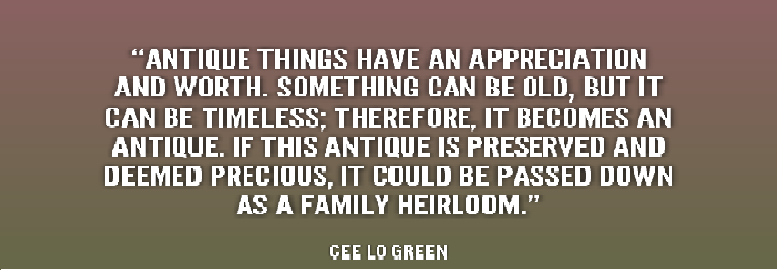 “ANTIQUE THINGS HAVE AN APPRECIATION
AND WORTH. SOMETHING CAN BE OLD, BUT IT
CAN BE TIMELESS; THEREFORE, IT BECOMES AN
ANTIQUE. IF THIS ANTIQUE IS PRESERVED AND
DEEMED PRECIOUS, IT COULD BE PASSED DOWN
AS A FAMILY HEIRLOOM.”
CEE LO GREEN